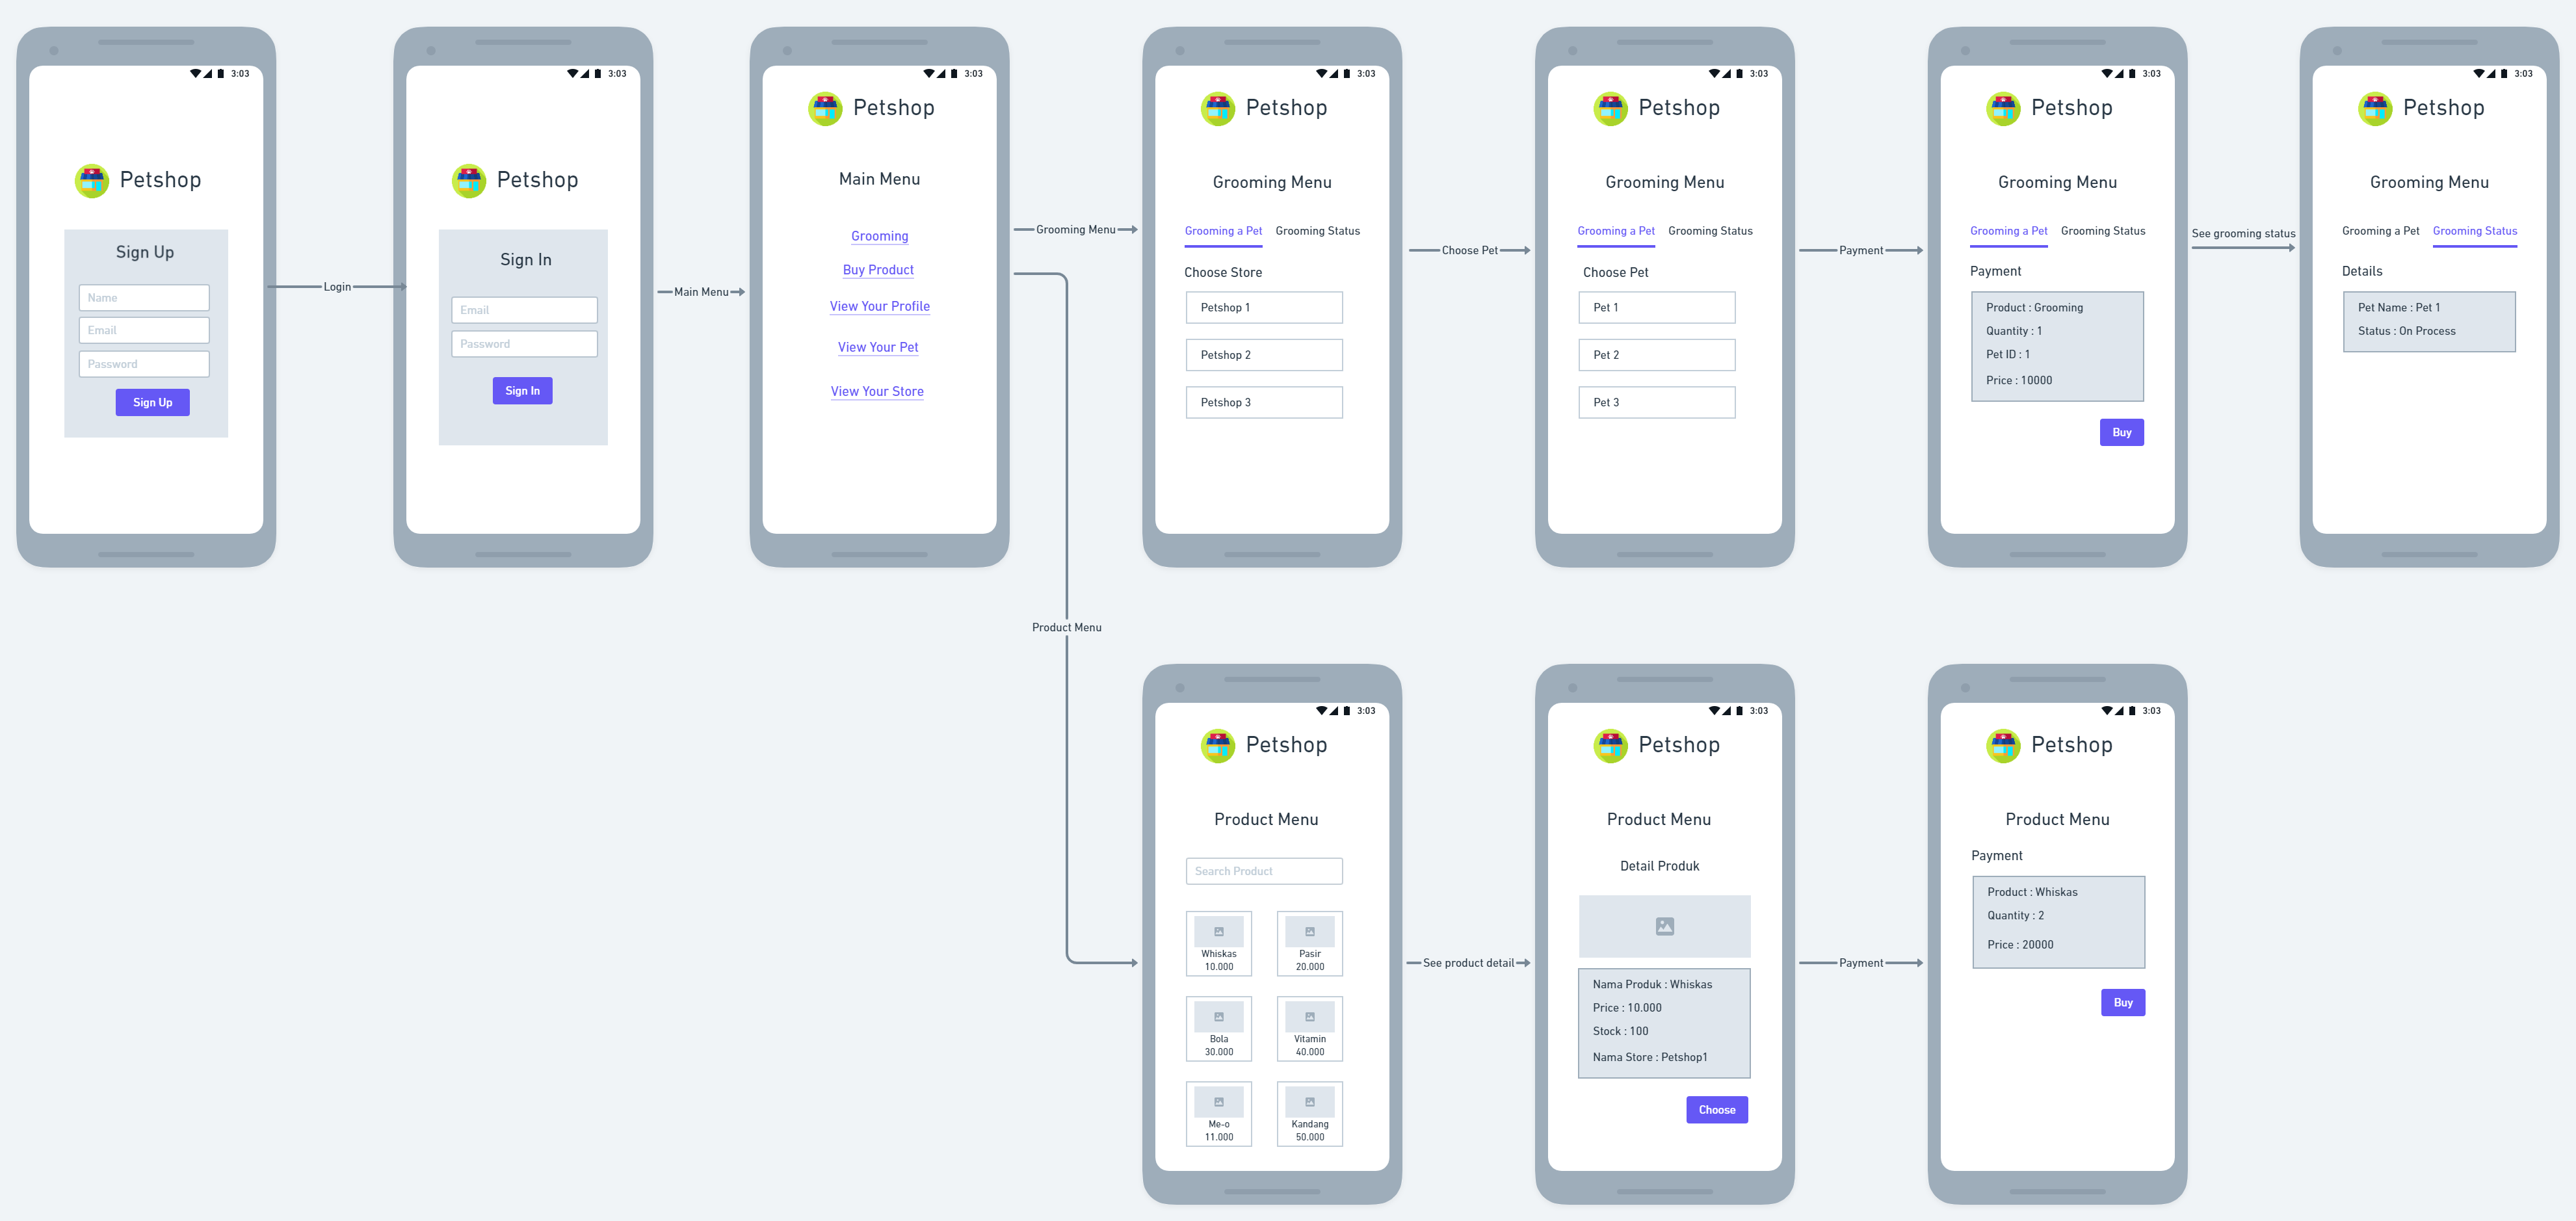 3:03
Petshop
Sign Up
Name
Email
Password
Sign Up
Login
3:03
Petshop
Sign In
Email
Password
Sign In
Main Menu
3:03
Petshop
Main Menu
Grooming
Buy Product
View Your Profile
View Your Pet
View Your Store
Grooming Menu
3:03
Petshop
Grooming Menu
Grooming a Pet Grooming Status
Choose Store
Petshop 1
Petshop 2
Petshop 3
Choose Pet
3:03
Petshop
Grooming Menu
Grooming a Pet Grooming Status
Choose Pet
Pet 1
Pet 2
Pet 3
Payment
3:03
Petshop
Grooming Menu
Grooming a Pet Grooming Status
Payment
Product : Grooming
Quantity : 1
Pet ID : 1
Price : 10000
Buy
See grooming status
3:03
Petshop
Grooming Menu
Grooming a Pet Grooming Status
Details
Pet Name : Pet 1
Status : On Process
Product Menu
3:03
Petshop
Product Menu
Search Product
Whiskas
10.000
Pasir
20.000
Bola
30.000
Vitamin
40.000
Me-o
11.000
Kandang
50.000
See product detail
3:03
Petshop
Product Menu
Detail Produk
Nama Produk : Whiskas
Price : 10.000
Stock : 100
Nama Store : Petshop1
Choose
Payment
3:03
Petshop
Product Menu
Payment
Product : Whiskas
Quantity : 2
Price : 20000
Buy